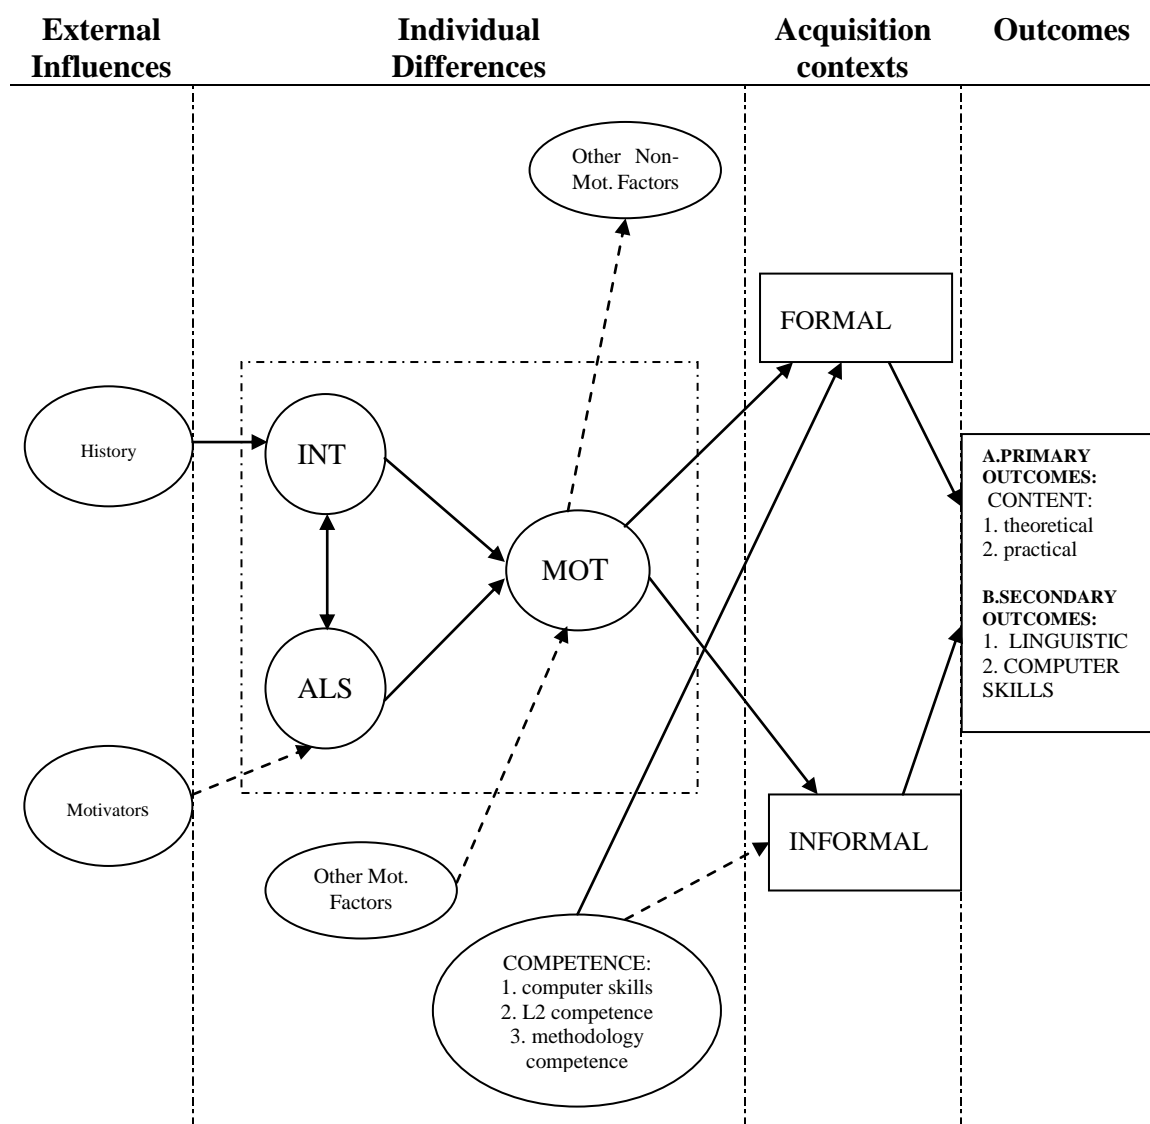 External
Influences
Individual
Differences
Acquisition
contexts
Outcomes
Other Non-
Mot. Factors
FORMAL
History
INT
MOT
ALS
Motivators
A.PRIMARY
OUTCOMES:
CONTENT:
1. theoretical
2. practical
B.SECONDARY
OUTCOMES:
1. LINGUISTIC
2. COMPUTER
SKILLS
INFORMAL
Other Mot.
Factors
COMPETENCE:
1. computer skills
2. L2 competence
3. methodology
competence